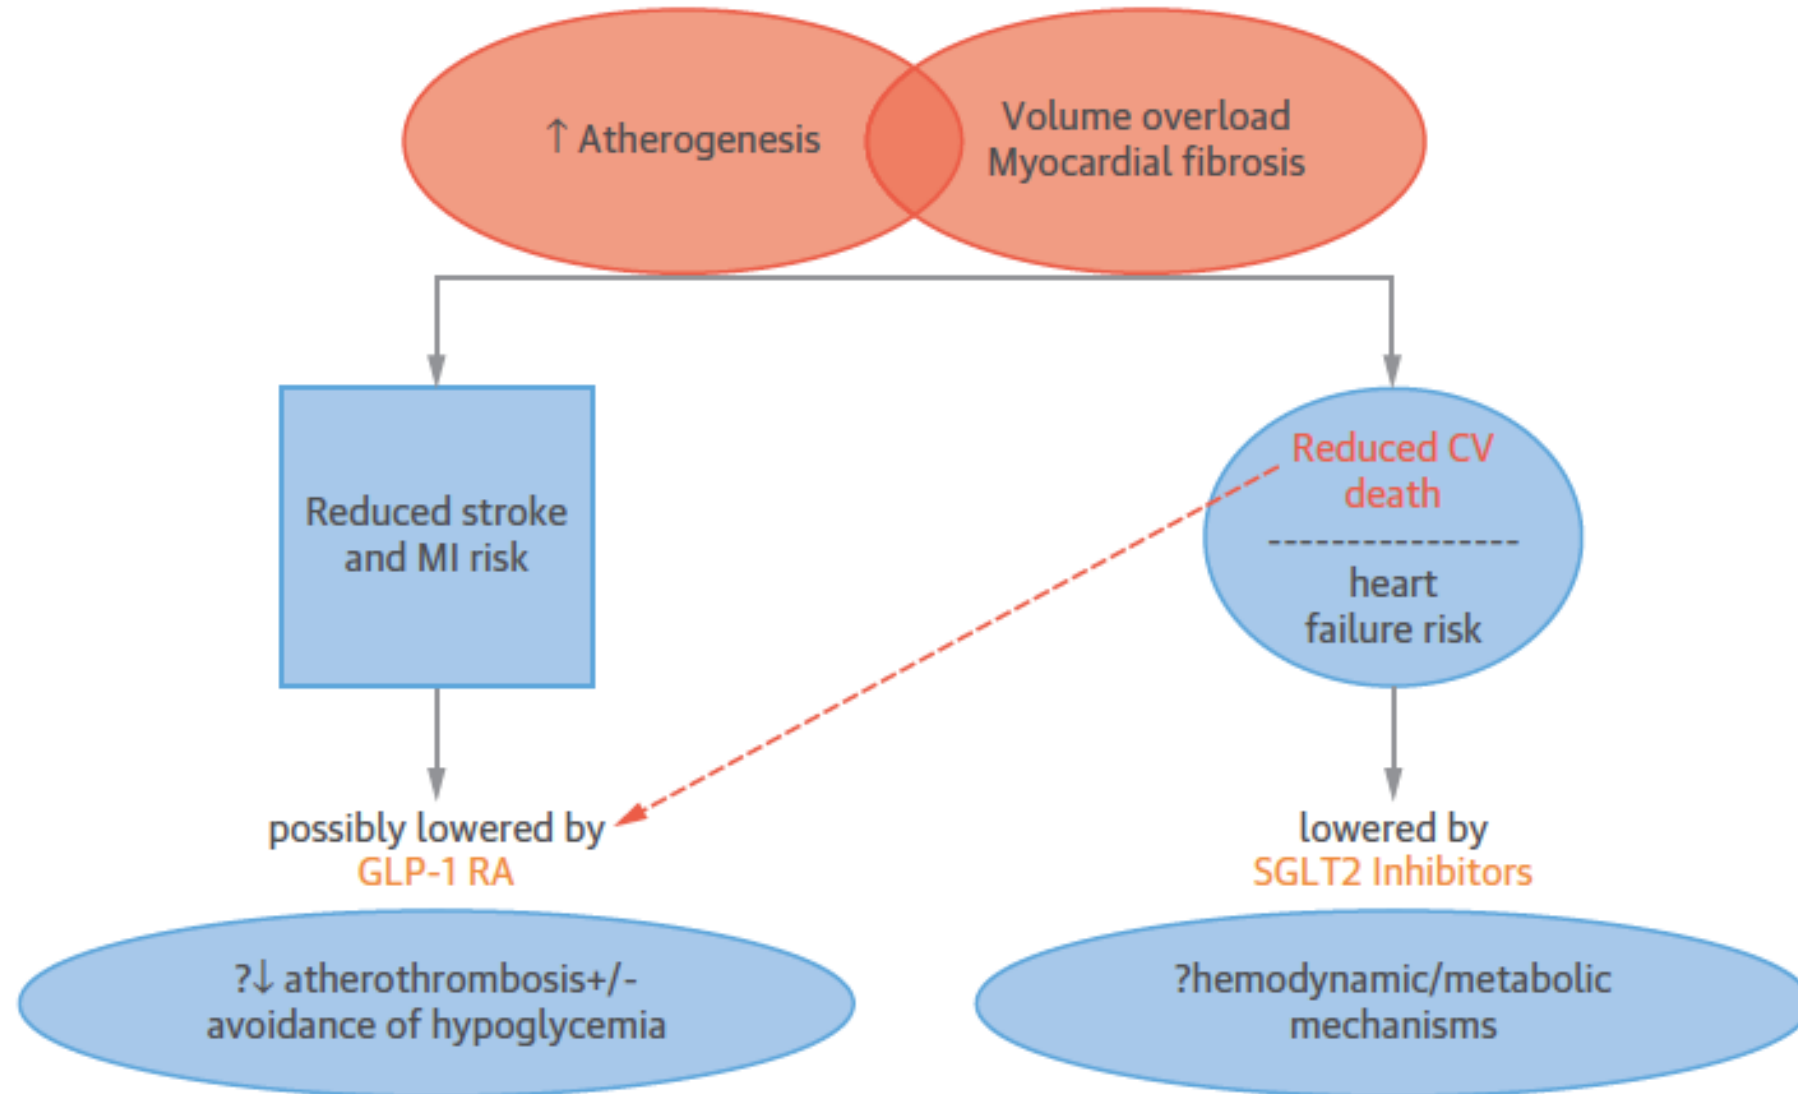 ↑ Atherogenesis
Volume overload
Myocardial fibrosis
Reduced stroke
and MI risk
Reduced CV
death
----------------
heart
failure risk
possibly lowered by
GLP-1 RA
lowered by
SGLT2 Inhibitors
?↓ atherothrombosis+/-
avoidance of hypoglycemia
?hemodynamic/metabolic
mechanisms